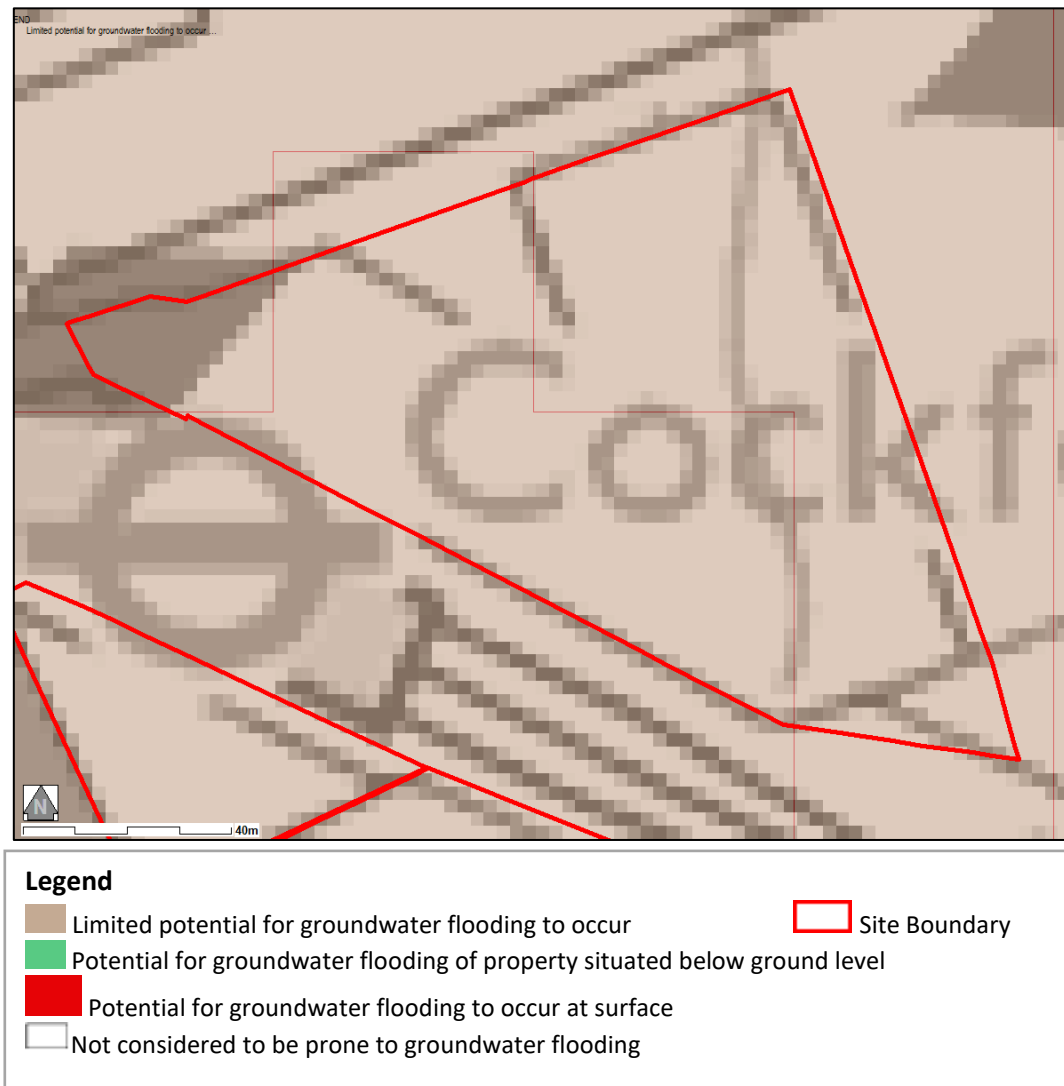 END
Limited potential for groundwater flooding to occur ...
Cockf
N
40m
Legend
Limited potential for groundwater flooding to occur
Site Boundary
Potential for groundwater flooding of property situated below ground level
Potential for groundwater flooding to occur at surface
Not considered to be prone to groundwater flooding